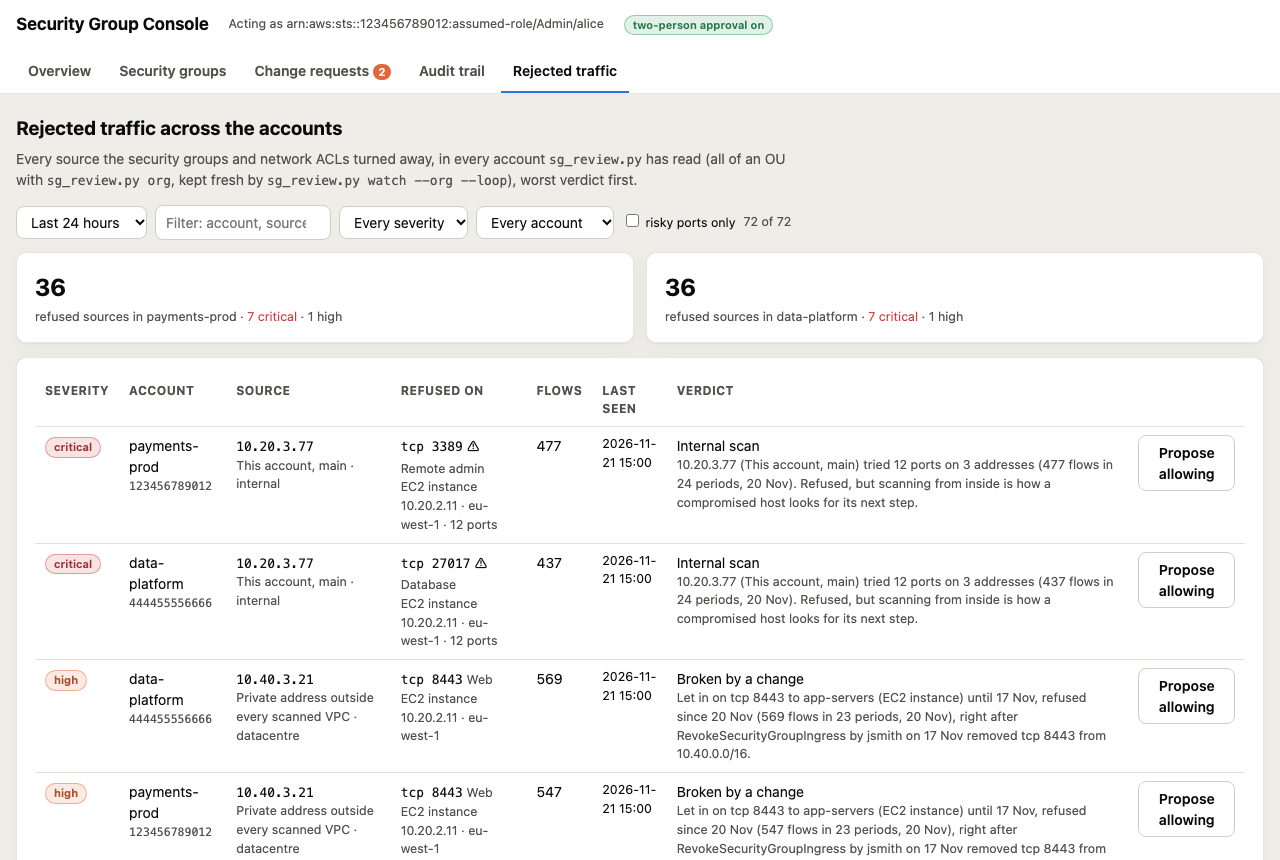 Security Group Console
Acting as arn:aws:sts::123456789012:assumed-role/Admin/alice
two-person approval on
Overview
Security groups
Change requests 2
Audit trail
Rejected traffic
Rejected traffic across the accounts
Every source the security groups and network ACLs turned away, in every account sg_review.py has read (all of an OU
with sg_review.py org, kept fresh by sg_review.py watch --org --loop), worst verdict first.
Last 24 hours
Filter: account, source
Every severity
Every account
risky ports only
72 of 72
36
refused sources in payments-prod · 7 critical · 1 high
36
refused sources in data-platform · 7 critical · 1 high
SEVERITY
ACCOUNT
SOURCE
REFUSED ON
FLOWS
LAST
SEEN
VERDICT
critical
payments-
prod
123456789012
10.20.3.77
This account, main ·
internal
tcp 3389 ⚠
Remote admin
EC2 instance
10.20.2.11 · eu-
west-1 · 12 ports
477
2026-11-
21 15:00
Internal scan
10.20.3.77 (This account, main) tried 12 ports on 3 addresses (477 flows in
24 periods, 20 Nov). Refused, but scanning from inside is how a
compromised host looks for its next step.
Propose
allowing
critical
data-
platform
444455556666
10.20.3.77
This account, main ·
internal
tcp 27017 ⚠
Database
EC2 instance
10.20.2.11 · eu-
west-1 · 12 ports
437
2026-11-
21 15:00
Internal scan
10.20.3.77 (This account, main) tried 12 ports on 3 addresses (437 flows in
24 periods, 20 Nov). Refused, but scanning from inside is how a
compromised host looks for its next step.
Propose
allowing
high
data-
platform
444455556666
10.40.3.21
Private address outside
every scanned VPC ·
datacentre
tcp 8443 Web
EC2 instance
10.20.2.11 · eu-
west-1
569
2026-11-
21 15:00
Broken by a change
Let in on tcp 8443 to app-servers (EC2 instance) until 17 Nov, refused
since 20 Nov (569 flows in 23 periods, 20 Nov), right after
RevokeSecurityGroupIngress by jsmith on 17 Nov removed tcp 8443 from
10.40.0.0/16.
Propose
allowing
high
payments-
prod
123456789012
10.40.3.21
Private address outside
every scanned VPC ·
datacentre
tcp 8443 Web
EC2 instance
10.20.2.11 · eu-
west-1
547
2026-11-
21 15:00
Broken by a change
Let in on tcp 8443 to app-servers (EC2 instance) until 17 Nov, refused
since 20 Nov (547 flows in 23 periods, 20 Nov), right after
RevokeSecurityGroupIngress by jsmith on 17 Nov removed tcp 8443 from
Propose
allowing